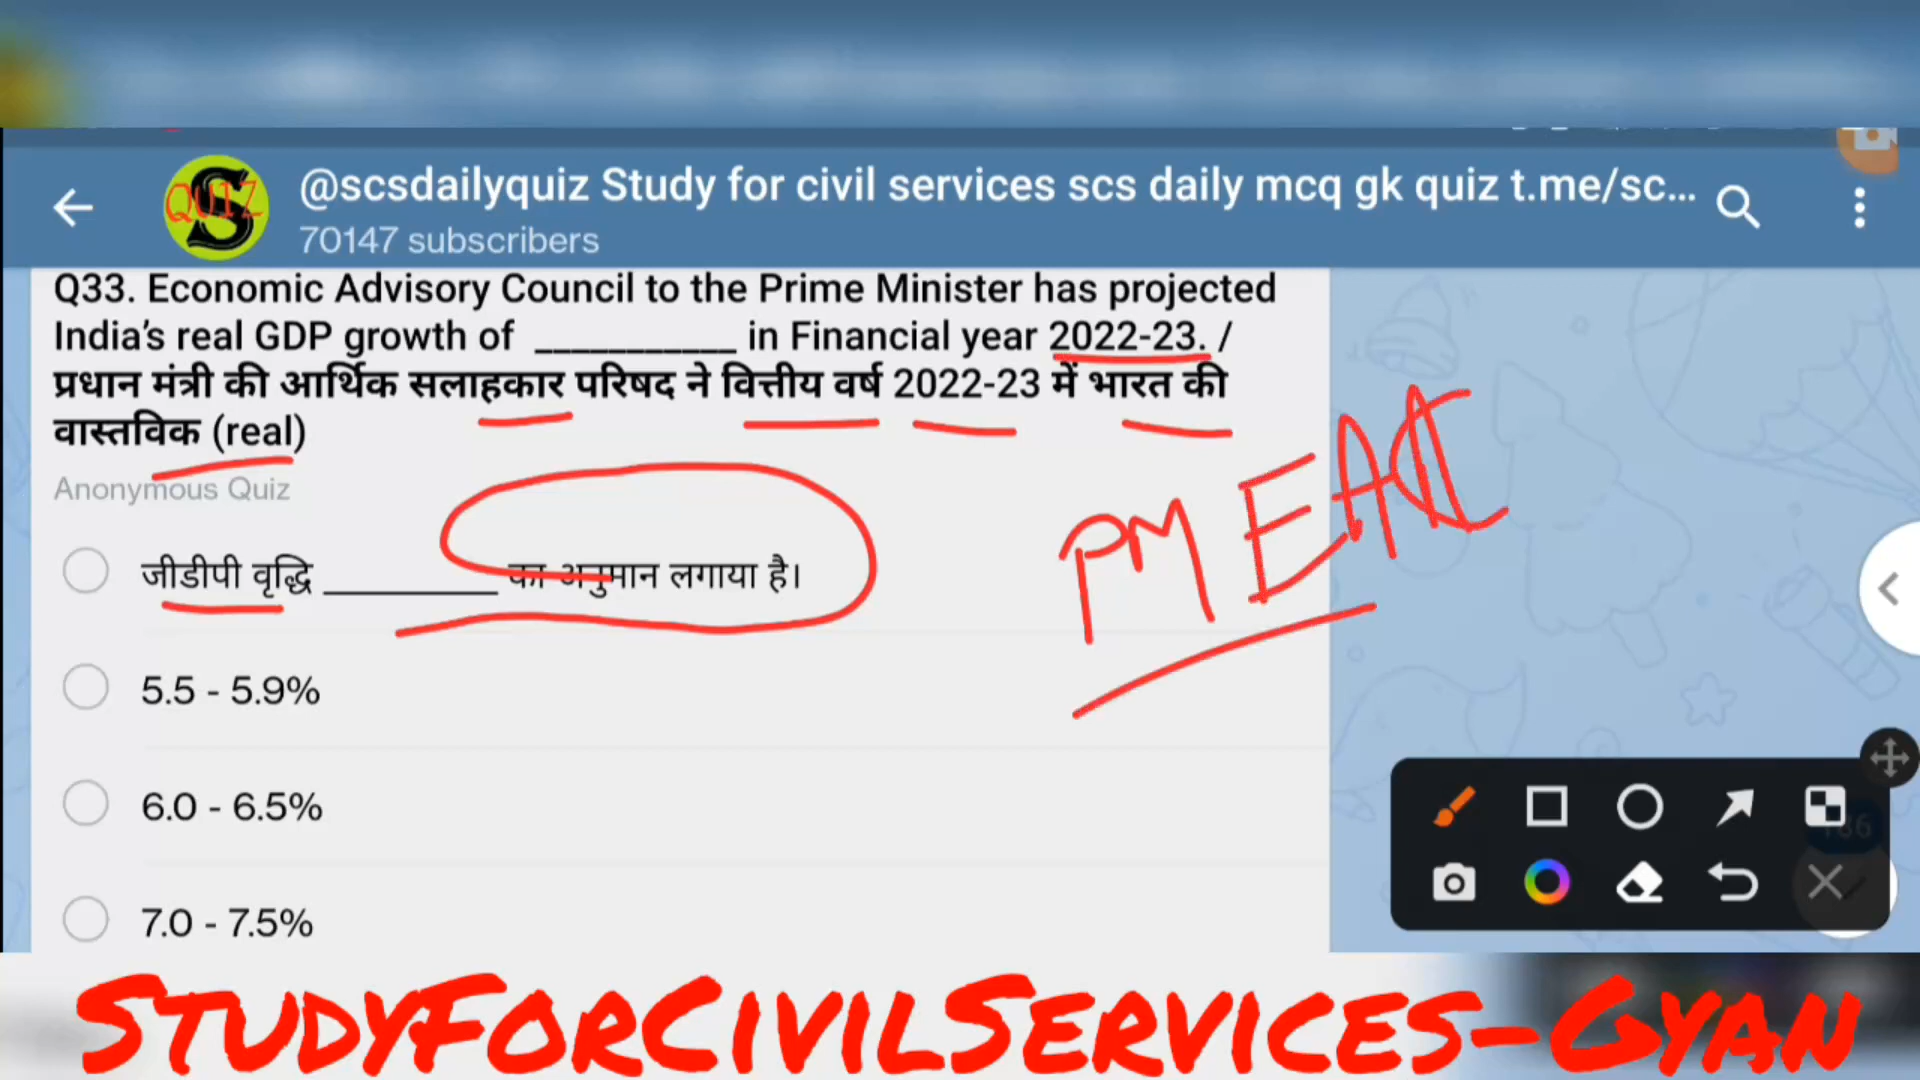 @scsdailyquiz Study for civil services scs daily mcq gk quiz t.me/sc...
QUIZ S
70147 subscribers
Q33. Economic Advisory Council to the Prime Minister has projected
India's real GDP growth of ___________ in Financial year 2022-23. /
प्रधान मंत्री की आर्थिक सलाहकार परिषद ने वित्तीय वर्ष 2022-23 में भारत की
वास्तविक (real)
Anonymous Quiz
जीडीपी वृद्धि _________ का अनुमान लगाया है।
PM EAC
5.5 - 5.9%
6.0 - 6.5%
7.0 - 7.5%
StudyForCivilServices-Gyan